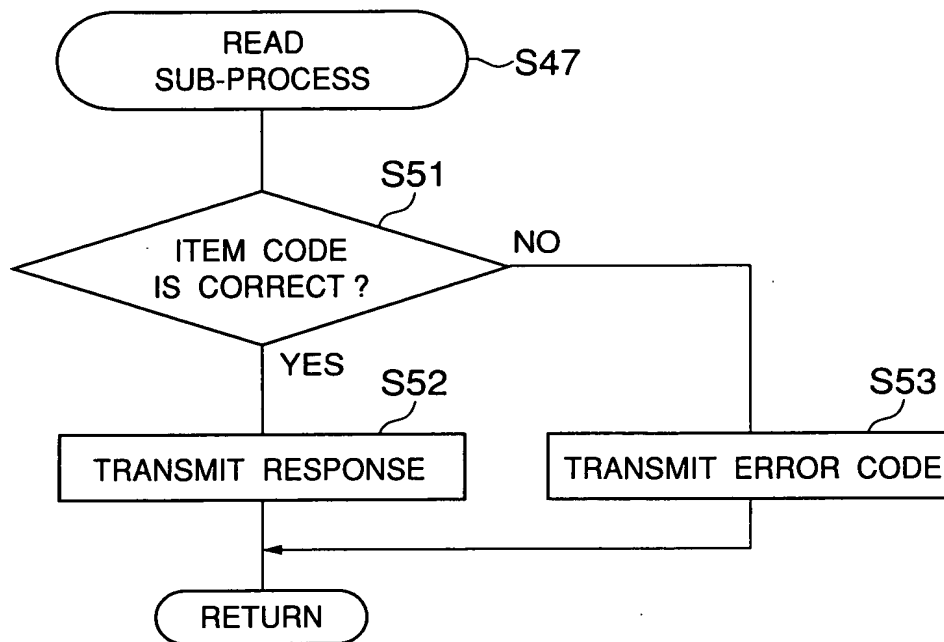 READ
SUB-PROCESS
S47
S51
ITEM CODE
IS CORRECT ?
NO
YES
S52
S53
TRANSMIT RESPONSE
TRANSMIT ERROR CODE
RETURN